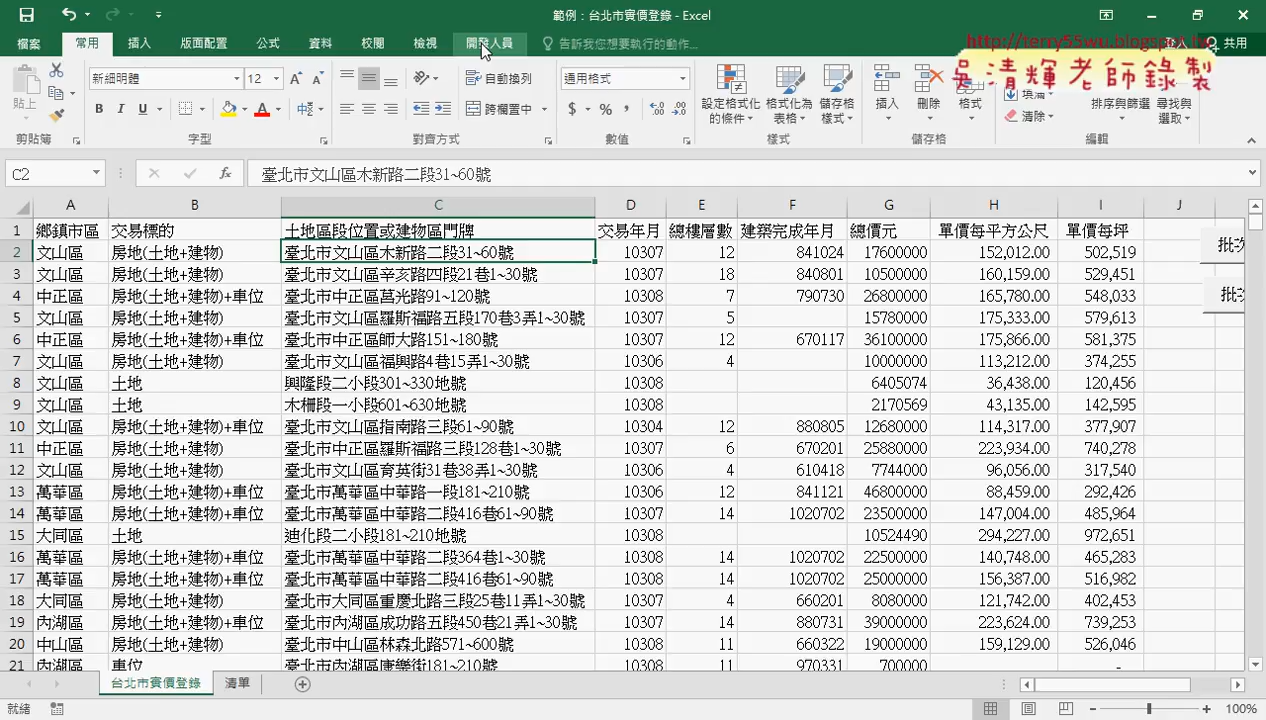 範例：台北市實價登錄 - Excel
檔案 常用 插入 版面配置 公式 資料 校閱 檢視 開發人員 告訴我您想要執行的動作... 登入 共用
http://terry55wu.blogspot.tw
吳清輝老師錄製
貼上 新細明體 12 自動換列 通用格式 填滿
B I U 中 跨欄置中 $ % , 清除
設定格式化的條件 格式化為表格 儲存格樣式 插入 刪除 格式 排序與篩選 尋找與選取
剪貼簿 字型 對齊方式 數值 樣式 儲存格 編輯
C2 fx 臺北市文山區木新路二段31~60號
A B C D E F G H I J
1 鄉鎮市區 交易標的 土地區段位置或建物區門牌 交易年月 總樓層數 建築完成年月 總價元 單價每平方公尺 單價每坪
2 文山區 房地(土地+建物) 臺北市文山區木新路二段31~60號 10307 12 841024 17600000 152,012.00 502,519
批次
3 文山區 房地(土地+建物) 臺北市文山區辛亥路四段21巷1~30號 10307 18 840801 10500000 160,159.00 529,451
4 中正區 房地(土地+建物)+車位 臺北市中正區莒光路91~120號 10308 7 790730 26800000 165,780.00 548,033
批次
5 文山區 房地(土地+建物) 臺北市文山區羅斯福路五段170巷3弄1~30號 10307 5 15780000 175,333.00 579,613
6 中正區 房地(土地+建物)+車位 臺北市中正區師大路151~180號 10307 12 670117 36100000 175,866.00 581,375
7 文山區 房地(土地+建物) 臺北市文山區福興路4巷15弄1~30號 10306 4 10000000 113,212.00 374,255
8 文山區 土地 興隆段二小段301~330地號 10308 6405074 36,438.00 120,456
9 文山區 土地 木柵段一小段601~630地號 10308 2170569 43,135.00 142,595
10 文山區 房地(土地+建物)+車位 臺北市文山區指南路三段61~90號 10304 12 880805 12680000 114,317.00 377,907
11 中正區 房地(土地+建物) 臺北市中正區羅斯福路三段128巷1~30號 10307 6 670201 25880000 223,934.00 740,278
12 文山區 房地(土地+建物) 臺北市文山區育英街31巷38弄1~30號 10306 4 610418 7744000 96,056.00 317,540
13 萬華區 房地(土地+建物)+車位 臺北市萬華區中華路一段181~210號 10306 12 841121 46800000 88,459.00 292,426
14 萬華區 房地(土地+建物)+車位 臺北市萬華區中華路二段416巷61~90號 10307 14 1020702 23500000 147,004.00 485,964
15 大同區 土地 迪化段二小段181~210地號 10308 10524490 294,227.00 972,651
16 萬華區 房地(土地+建物)+車位 臺北市萬華區中華路二段364巷1~30號 10308 14 1020702 22500000 140,748.00 465,283
17 萬華區 房地(土地+建物)+車位 臺北市萬華區中華路二段416巷61~90號 10308 14 1020702 25000000 156,387.00 516,982
18 大同區 房地(土地+建物) 臺北市大同區重慶北路三段25巷11弄1~30號 10307 4 660201 8080000 121,742.00 402,453
19 內湖區 房地(土地+建物)+車位 臺北市內湖區成功路五段450巷21弄1~30號 10307 14 880731 39000000 223,624.00 739,253
20 中山區 房地(土地+建物) 臺北市中山區林森北路571~600號 10308 11 660322 19000000 159,129.00 526,046
21 內湖區 車位 臺北市內湖區康樂街181~210號 10308 11 970331 700000 -
台北市實價登錄 清單
就緒 100%